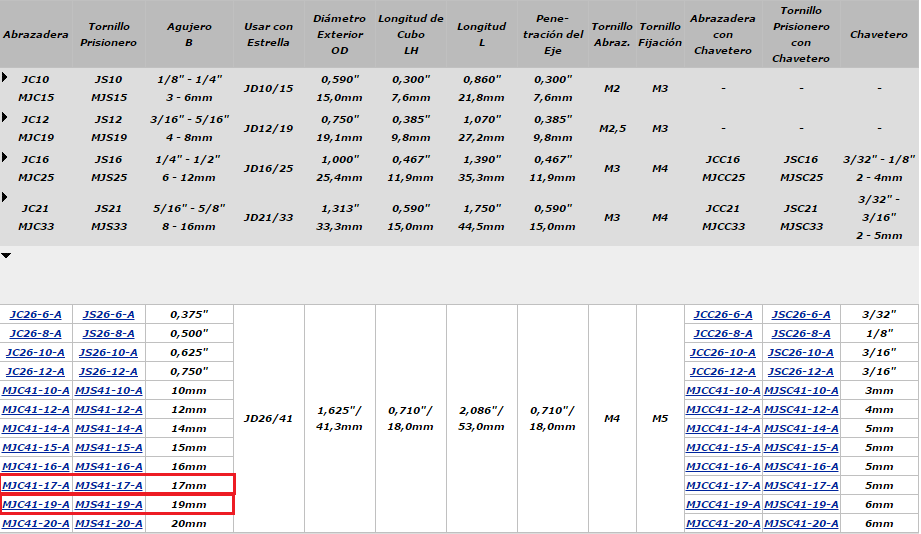 Abrazadera Tornillo Prisionero Agujero B Usar con Estrella Diámetro Exterior OD Longitud de Cubo LH Longitud L Pene-tración del Eje Tornillo Abraz. Tornillo Fijación Abrazadera con Chavetero Tornillo Prisionero con Chavetero Chavetero
JC10 JS10 1/8" - 1/4" JD10/15 0,590" 0,300" 0,860" 0,300" M2 M3 - - -
MJC15 MJS15 3 - 6mm 15,0mm 7,6mm 21,8mm 7,6mm
JC12 JS12 3/16" - 5/16" JD12/19 0,750" 0,385" 1,070" 0,385" M2,5 M3 - - -
MJC19 MJS19 4 - 8mm 19,1mm 9,8mm 27,2mm 9,8mm
JC16 JS16 1/4" - 1/2" JD16/25 1,000" 0,467" 1,390" 0,467" M3 M4 JCC16 JSC16 3/32" - 1/8"
MJC25 MJS25 6 - 12mm 25,4mm 11,9mm 35,3mm 11,9mm MJCC25 MJSC25 2 - 4mm
JC21 JS21 5/16" - 5/8" JD21/33 1,313" 0,590" 1,750" 0,590" M3 M4 JCC21 JSC21 3/32" - 3/16"
MJC33 MJS33 8 - 16mm 33,3mm 15,0mm 44,5mm 15,0mm MJCC33 MJSC33 2 - 5mm
JC26-6-A JS26-6-A 0,375" JCC26-6-A JSC26-6-A 3/32"
JC26-8-A JS26-8-A 0,500" JCC26-8-A JSC26-8-A 1/8"
JC26-10-A JS26-10-A 0,625" JCC26-10-A JSC26-10-A 3/16"
JC26-12-A JS26-12-A 0,750" JCC26-12-A JSC26-12-A 3/16"
MJC41-10-A MJS41-10-A 10mm MJCC41-10-A MJSC41-10-A 3mm
MJC41-12-A MJS41-12-A 12mm JD26/41 1,625"/ 41,3mm 0,710"/ 18,0mm 2,086"/ 53,0mm 0,710"/ 18,0mm M4 M5 MJCC41-12-A MJSC41-12-A 4mm
MJC41-14-A MJS41-14-A 14mm MJCC41-14-A MJSC41-14-A 5mm
MJC41-15-A MJS41-15-A 15mm MJCC41-15-A MJSC41-15-A 5mm
MJC41-16-A MJS41-16-A 16mm MJCC41-16-A MJSC41-16-A 5mm
MJC41-17-A MJS41-17-A 17mm MJCC41-17-A MJSC41-17-A 5mm
MJC41-19-A MJS41-19-A 19mm MJCC41-19-A MJSC41-19-A 6mm
MJC41-20-A MJS41-20-A 20mm MJCC41-20-A MJSC41-20-A 6mm